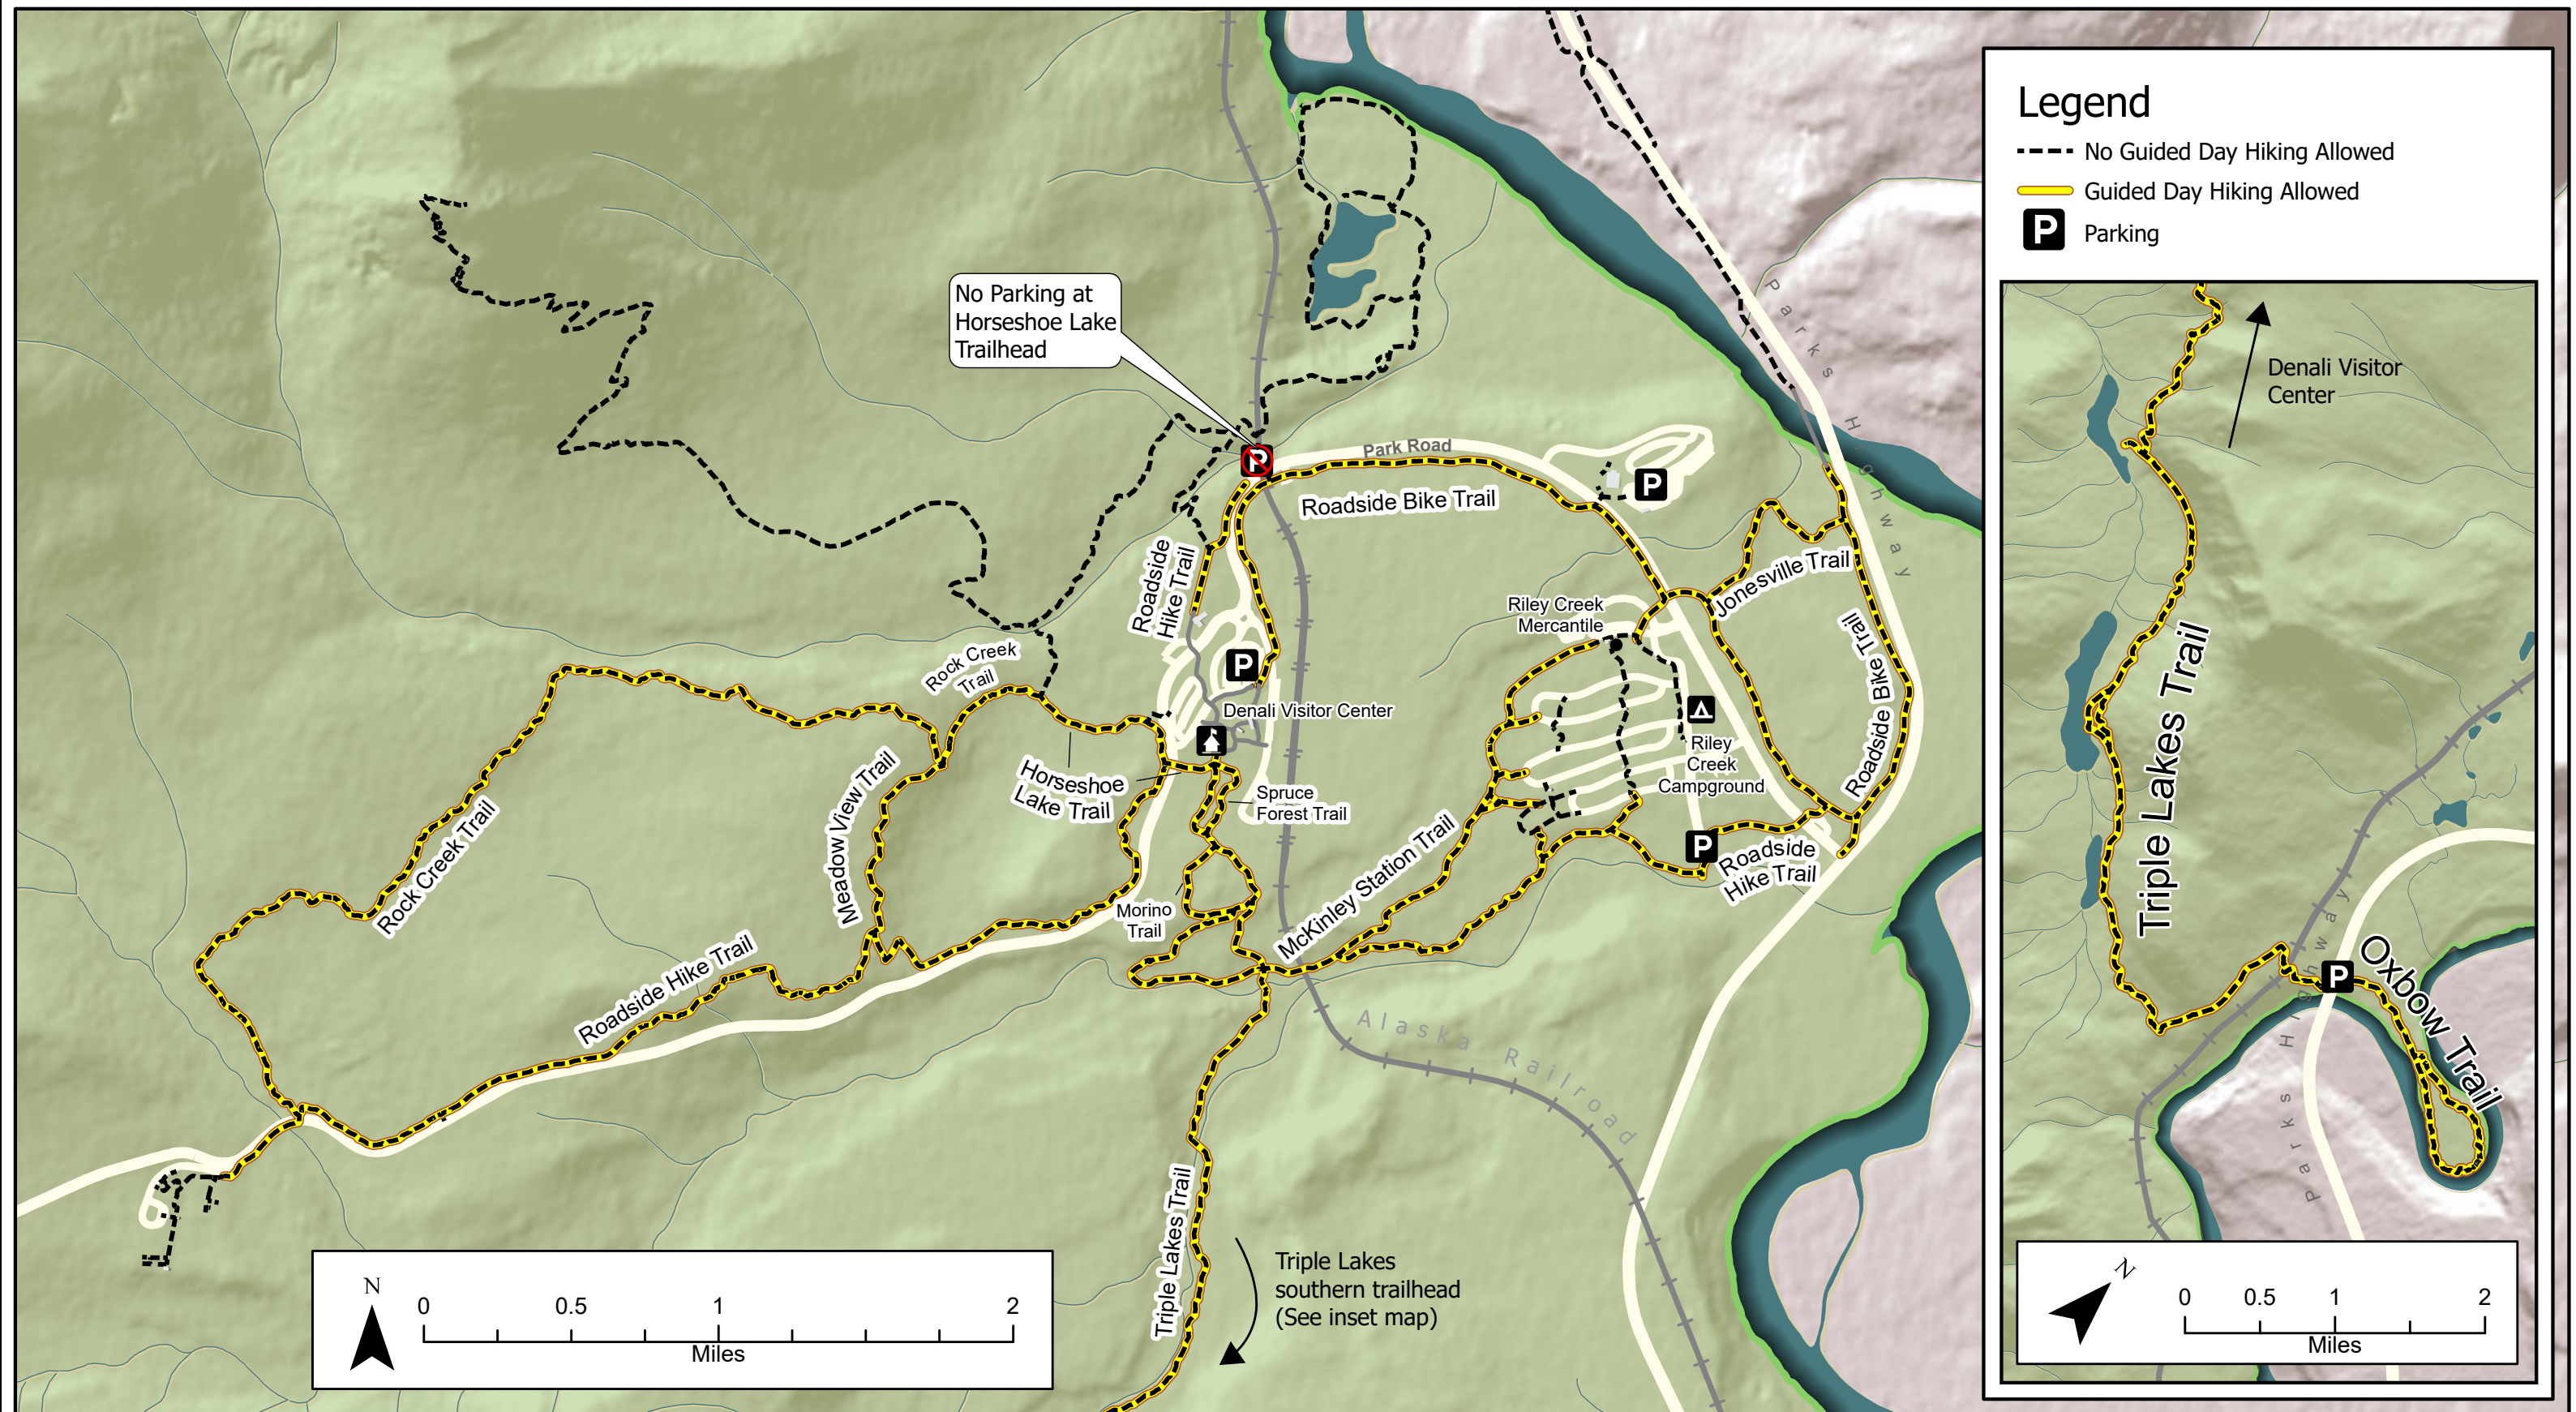 No Parking at
Horseshoe Lake
Trailhead
P
Park Road
Roadside Bike Trail
P
Parks Highway
Roadside
Hike Trail
Jonesville Trail
Riley Creek
Mercantile
Rock Creek
Trail
P
Denali Visitor Center
Roadside Bike Trail
Riley
Creek
Campground
Horseshoe
Lake Trail
Spruce
Forest Trail
Meadow View Trail
Rock Creek Trail
P
Roadside
Hike Trail
McKinley Station Trail
Morino
Trail
Roadside Hike Trail
Alaska Railroad
Triple Lakes Trail
Triple Lakes
southern trailhead
(See inset map)
N
0 0.5 1 2
Miles
Legend
No Guided Day Hiking Allowed
Guided Day Hiking Allowed
P Parking
Denali Visitor
Center
Triple Lakes Trail
Parks Highway
P
Oxbow Trail
N
0 0.5 1 2
Miles